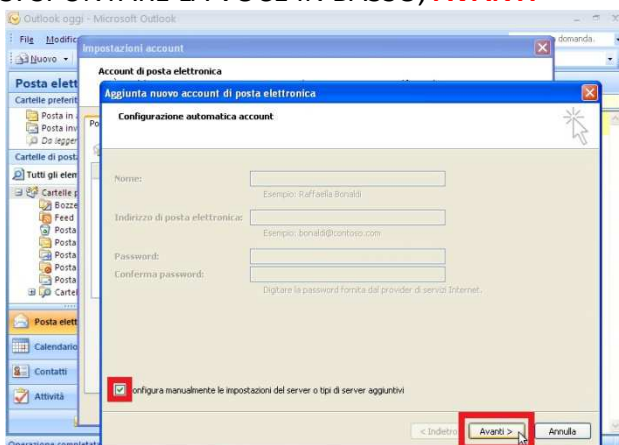 Outlook oggi - Microsoft Outlook
File Modific
domanda.
Impostazioni account
Nuovo
Account di posta elettronica
Posta elett
Aggiunta nuovo account di posta elettronica
Cartelle preferit
Configurazione automatica account
Posta in
Posta inv
Po
Da legger
Cartelle di posta
Tutti gli elem
Nome:
Esempio: Raffaella Bonaldi
Cartelle p
Bozze
Feed
Indirizzo di posta elettronica:
Posta
Esempio: bonaldi@contoso.com
Posta
Posta
Password:
Posta
Conferma password:
Posta
Digitare la password fornita dal provider di servizi Internet.
Cartel
Posta elett
Calendario
Contatti
Attività
onfigura manualmente le impostazioni del server o tipi di server aggiuntivi
< Indietro
Avanti >
Annulla